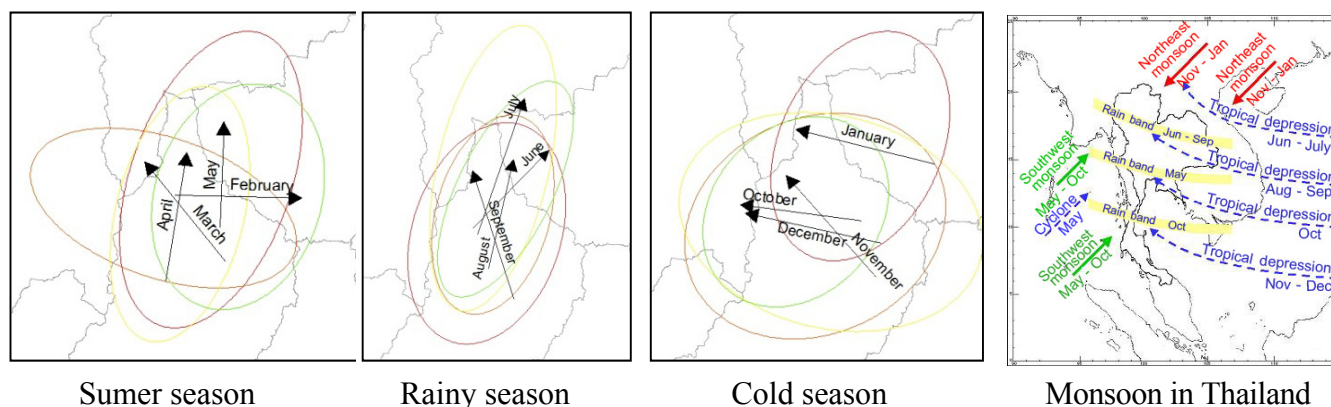 February
May
April
March
July
June
September
August
January
October
December
November
Northeast
monsoon
Nov - Jan
Northeast
monsoon
Nov - Jan
Tropical depression
Jun - July
Rain band Jun - Sep
Tropical depression
Aug - Sep
Southwest
monsoon
May - Oct
Rain band May
Tropical depression
Oct
Cyclone
May
Rain band Oct
Tropical depression
Nov - Dec
Southwest
monsoon
May - Oct
Sumer season
Rainy season
Cold season
Monsoon in Thailand